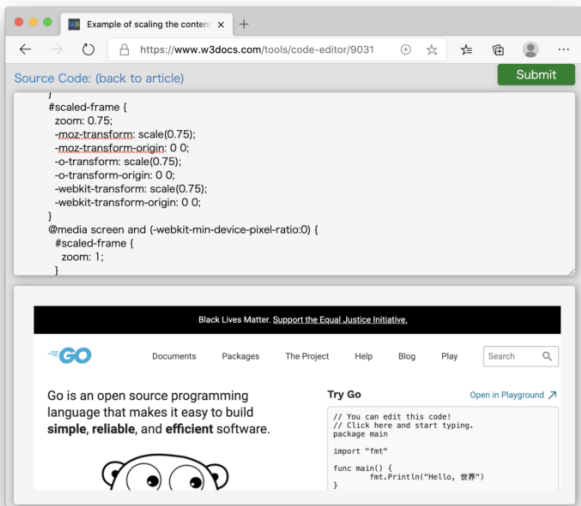 Example of scaling the conten
https://www.w3docs.com/tools/code-editor/9031
Source Code: (back to article)
Submit
}
#scaled-frame {
zoom: 0.75;
-moz-transform: scale(0.75);
-moz-transform-origin: 0 0;
-o-transform: scale(0.75);
-o-transform-origin: 0 0;
-webkit-transform: scale(0.75);
-webkit-transform-origin: 0 0;
}
@media screen and (-webkit-min-device-pixel-ratio:0) {
#scaled-frame {
zoom: 1;
}
Black Lives Matter. Support the Equal Justice Initiative.
GO
Documents Packages The Project Help Blog Play Search
Go is an open source programming
language that makes it easy to build
simple, reliable, and efficient software.
Try Go
Open in Playground
// You can edit this code!
// Click here and start typing.
package main
import "fmt"
func main() {
fmt.Println("Hello, 世界")
}